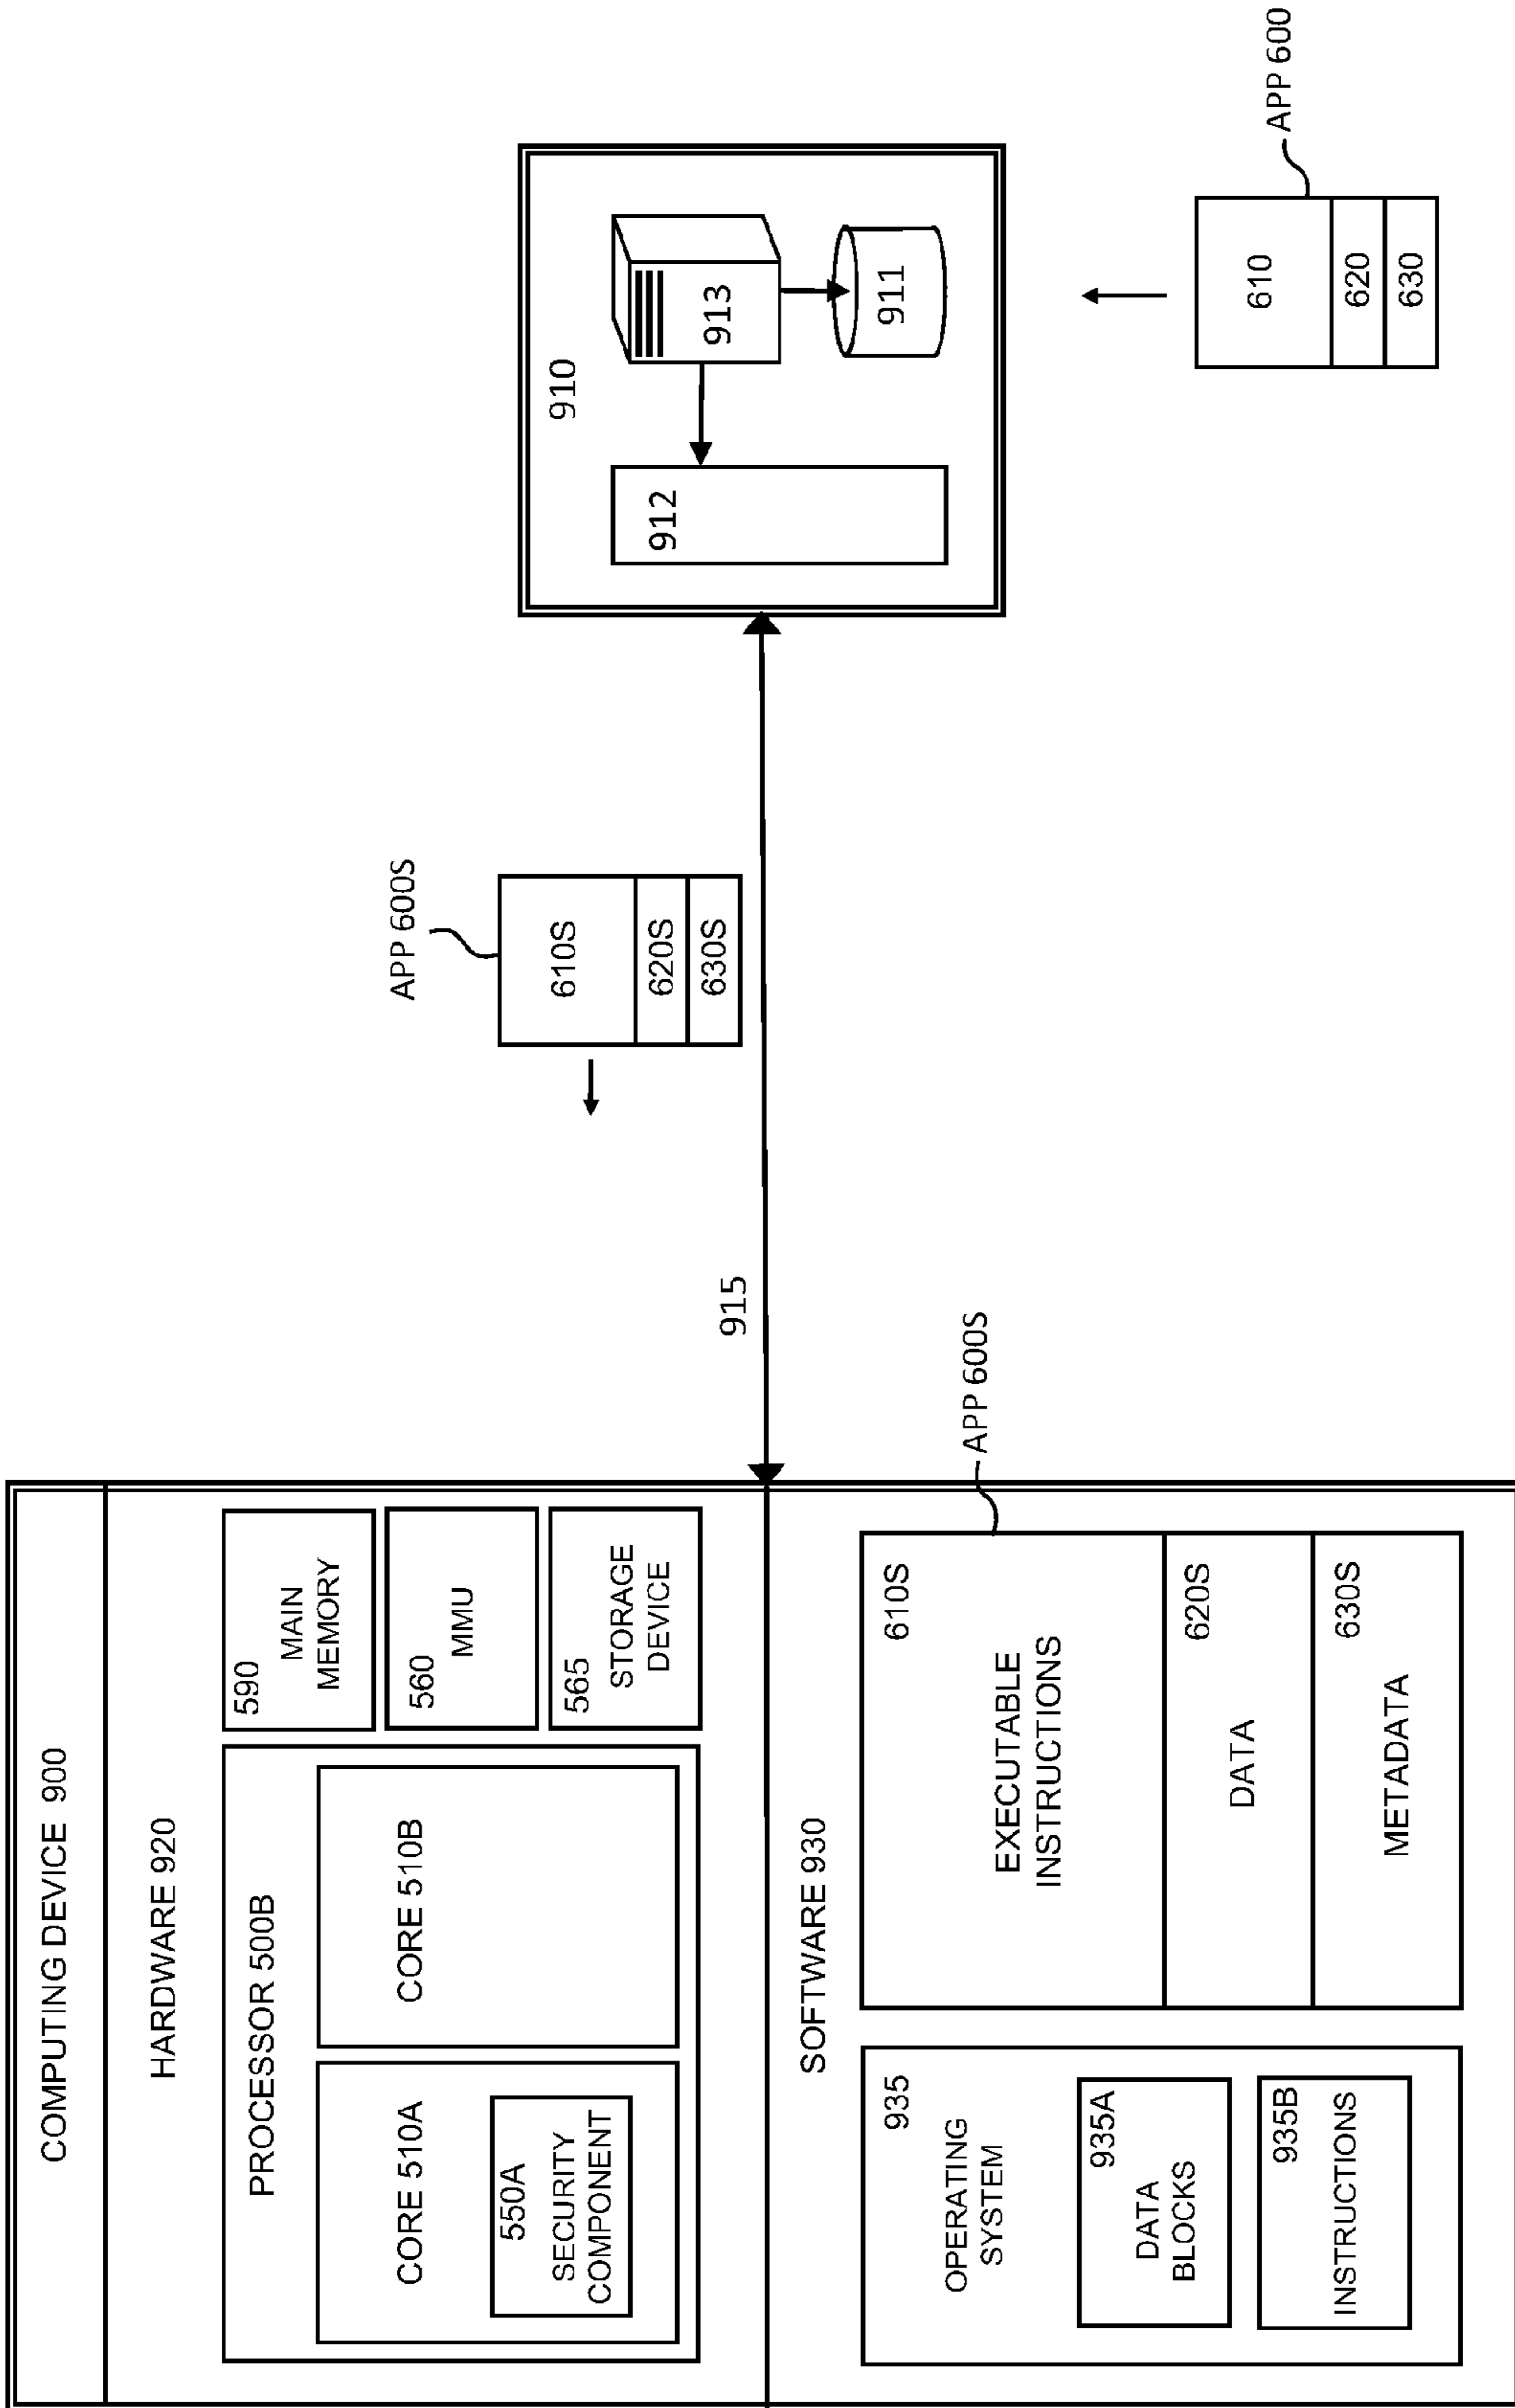 COMPUTING DEVICE 900
HARDWARE 920
PROCESSOR 500B
CORE 510A
550A
SECURITY
COMPONENT
CORE 510B
590
MAIN
MEMORY
560
MMU
565
STORAGE
DEVICE
SOFTWARE 930
935
OPERATING
SYSTEM
935A
DATA
BLOCKS
935B
INSTRUCTIONS
610S
EXECUTABLE
INSTRUCTIONS
620S
DATA
630S
METADATA
APP 600S
915
APP 600S
610S
620S
630S
910
912
913
911
610
620
630
APP 600